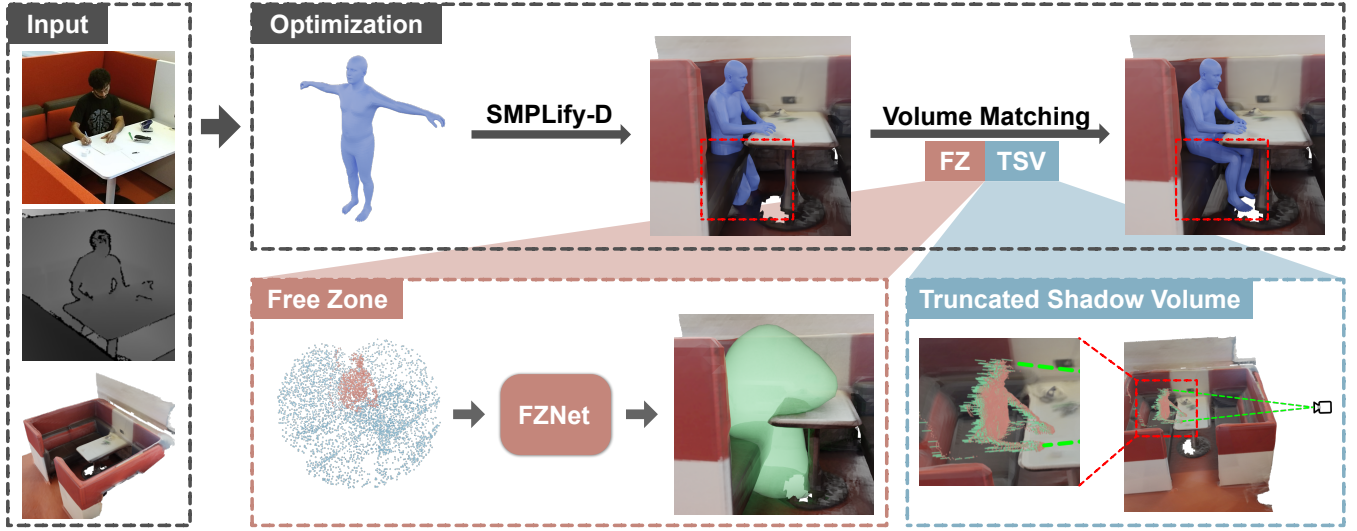 Input
Optimization
SMPLify-D
Volume Matching
FZ TSV
Free Zone
FZNet
Truncated Shadow Volume